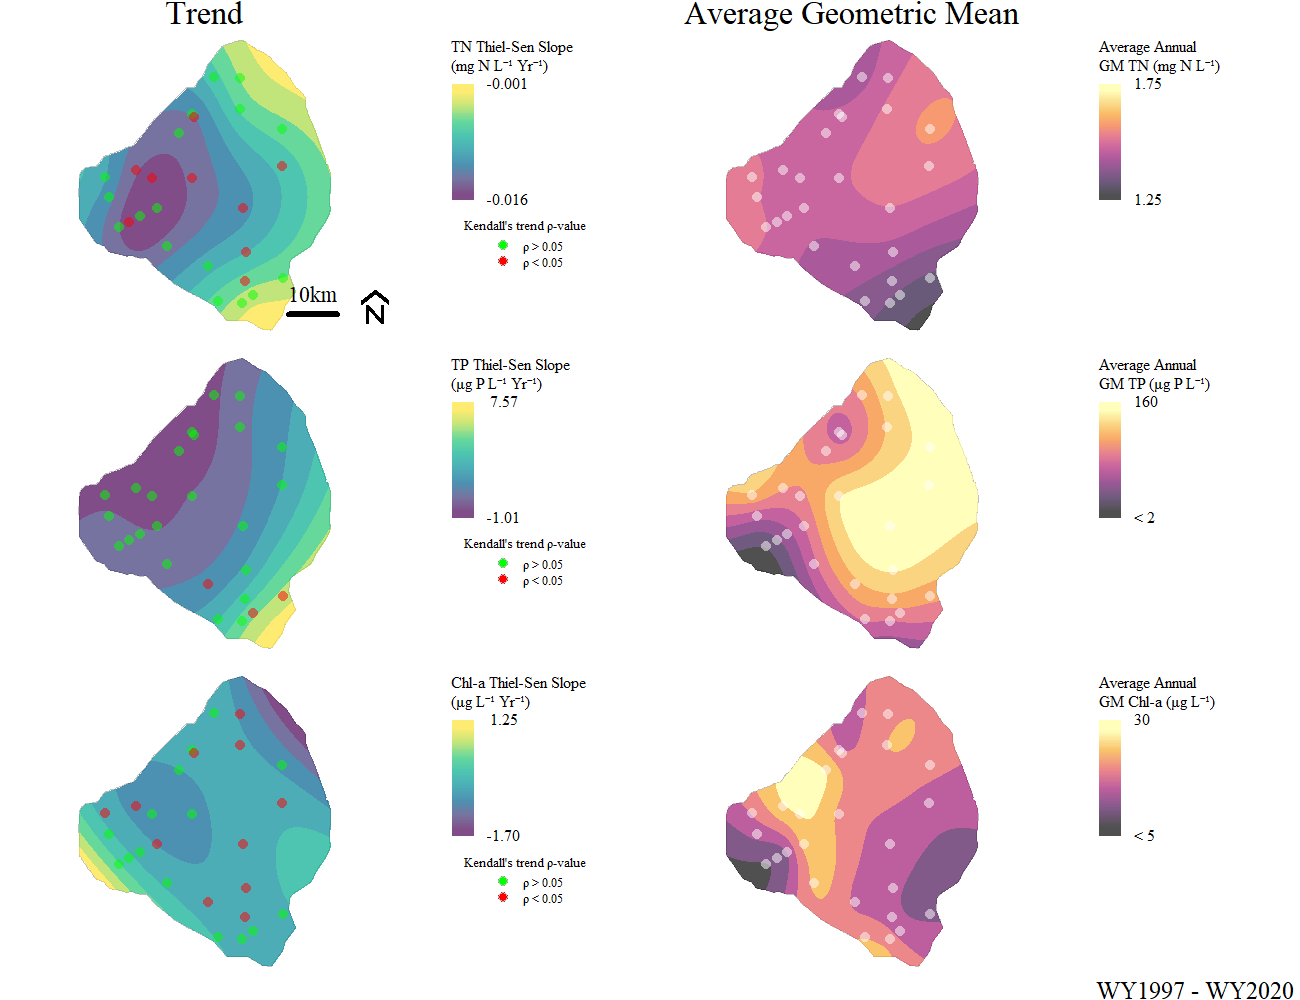 Trend
Average Geometric Mean
TN Thiel-Sen Slope
(mg N L⁻¹ Yr⁻¹)
-0.001
-0.016
Kendall's trend ρ-value
ρ > 0.05
ρ < 0.05
10km
N
Average Annual
GM TN (mg N L⁻¹)
1.75
1.25
TP Thiel-Sen Slope
(µg P L⁻¹ Yr⁻¹)
7.57
-1.01
Kendall's trend ρ-value
ρ > 0.05
ρ < 0.05
Average Annual
GM TP (µg P L⁻¹)
160
< 2
Chl-a Thiel-Sen Slope
(µg L⁻¹ Yr⁻¹)
1.25
-1.70
Kendall's trend ρ-value
ρ > 0.05
ρ < 0.05
Average Annual
GM Chl-a (µg L⁻¹)
30
< 5
WY1997 - WY2020